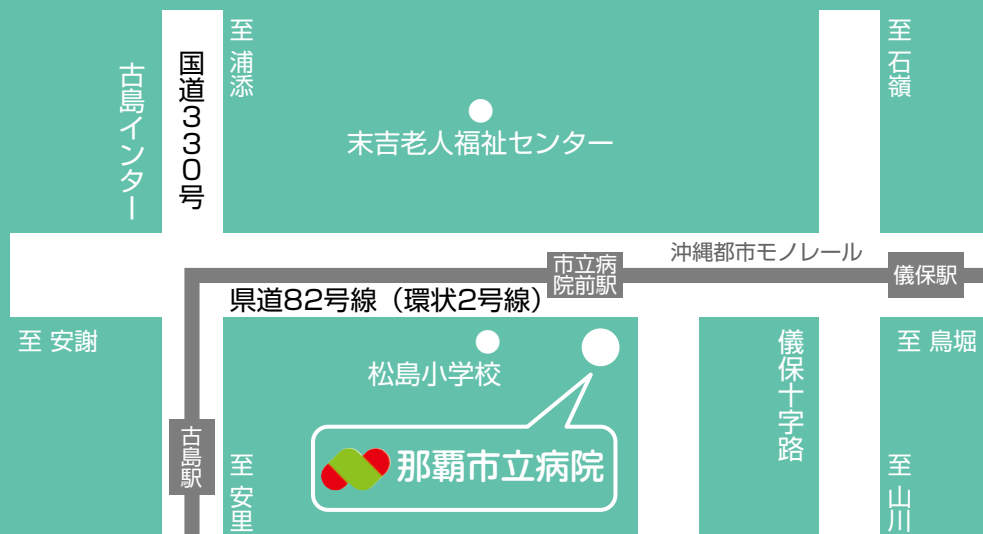 至 浦添
至 石嶺
古島インター
国道330号
末吉老人福祉センター
沖縄都市モノレール
市立病
院前駅
儀保駅
県道82号線（環状2号線）
至 安謝
松島小学校
儀保十字路
至 鳥堀
古島駅
至 安里
那覇市立病院
至 山川